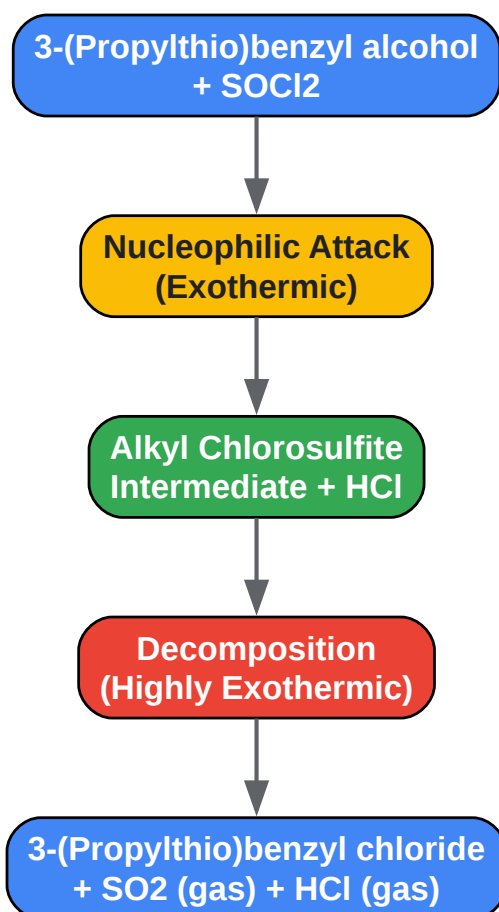 3-(Propylthio)benzyl alcohol
+ SOCl2
Nucleophilic Attack
(Exothermic)
Alkyl Chlorosulfite
Intermediate + HCl
Decomposition
(Highly Exothermic)
3-(Propylthio)benzyl chloride
+ SO2 (gas) + HCl (gas)